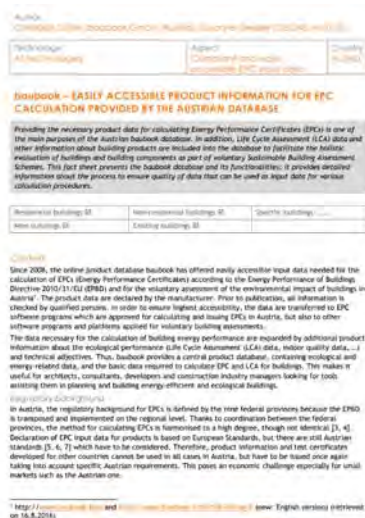 Author:
Technology
Aspect
Country
All technologies
baubook – EASILY ACCESSIBLE PRODUCT INFORMATION FOR EPC
CALCULATION PROVIDED BY THE AUSTRIAN DATABASE
Providing the necessary product data for calculating Energy Performance Certificates (EPCs) is one of
the main purposes of the Austrian baubook database. In addition, Life Cycle Assessment (LCA) data and
other information about building products are included into the database to facilitate the holistic
evaluation of buildings and building components as part of voluntary Sustainable Building Assessment
Schemes. This fact sheet presents the baubook database and its functionalities; it provides detailed
information about the process to ensure quality of data that can be used as input data for various
calculation procedures.
Residential buildings ☑
Non-residential buildings ☑
Specific buildings: ......
New buildings ☑
Existing buildings ☑
Context
Since 2008, the online product database baubook has offered easily accessible input data needed for the
calculation of EPCs (Energy Performance Certificates) according to the Energy Performance of Buildings
Directive 2010/31/EU (EPBD) and for the voluntary assessment of the environmental impact of buildings in
Austria¹. The product data are declared by the manufacturer. Prior to publication, all information is
checked by qualified persons. In order to ensure highest accessibility, the data are transferred to EPC
software programs which are approved for calculating and issuing EPCs in Austria, but also to other
software programs and platforms applied for voluntary building assessments.
The data necessary for the calculation of building energy performance are expanded by additional product
information about the ecological performance (Life Cycle Assessment (LCA) data, indoor quality data, ...)
and technical adjectives. Thus, baubook provides a central product database, containing ecological and
energy-related data, and the basic data required to calculate EPC and LCA for buildings. This makes it
useful for architects, consultants, developers and construction industry managers looking for tools
assisting them in planning and building energy-efficient and ecological buildings.
Regulatory background
In Austria, the regulatory background for EPCs is defined by the nine federal provinces because the EPBD
is transposed and implemented on the regional level. Thanks to coordination between the federal
provinces, the method for calculating EPCs is harmonised to a high degree, though not identical [3, 4].
Declaration of EPC input data for products is based on European Standards, but there are still Austrian
standards [5, 6, 7] which have to be considered. Therefore, product information and test certificates
developed for other countries cannot be used in all cases in Austria, but have to be issued once again
taking into account specific Austrian requirements. This poses an economic challenge especially for small
markets such as the Austrian one.
¹ and (new: English version) (retrieved
on 16.8.2016)